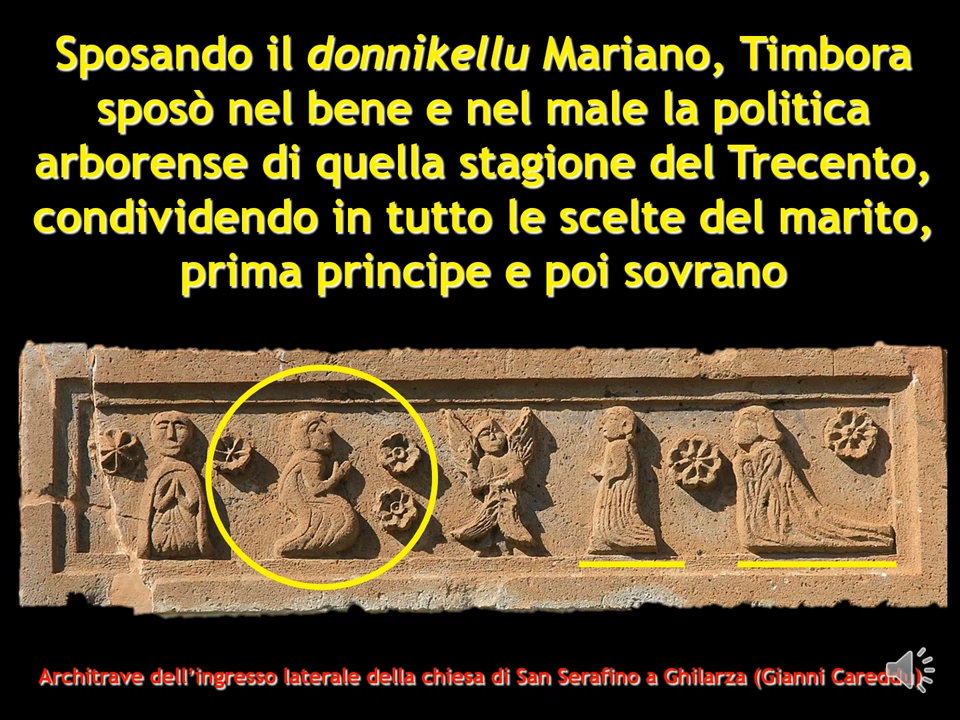 Sposando il donnikellu Mariano, Timbora
sposò nel bene e nel male la politica
arborense di quella stagione del Trecento,
condividendo in tutto le scelte del marito,
prima principe e poi sovrano
Architrave dell’ingresso laterale della chiesa di San Serafino a Ghilarza (Gianni Careddu)